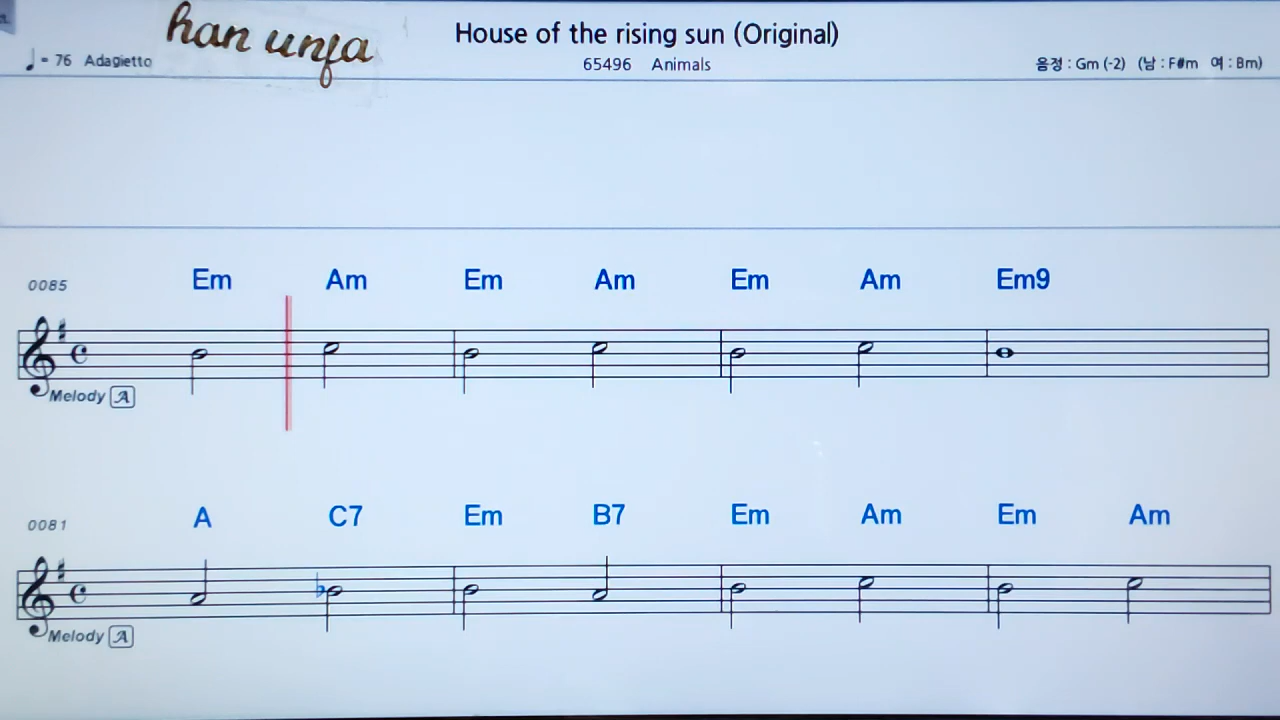 han unfa
House of the rising sun (Original)
♩= 76 Adagietto
65496 Animals
음정 : Gm (-2) (남 : F#m 여 : Bm)
0085 Em Am Em Am Em Am Em9
Melody A
0081 A C7 Em B7 Em Am Em Am
Melody A